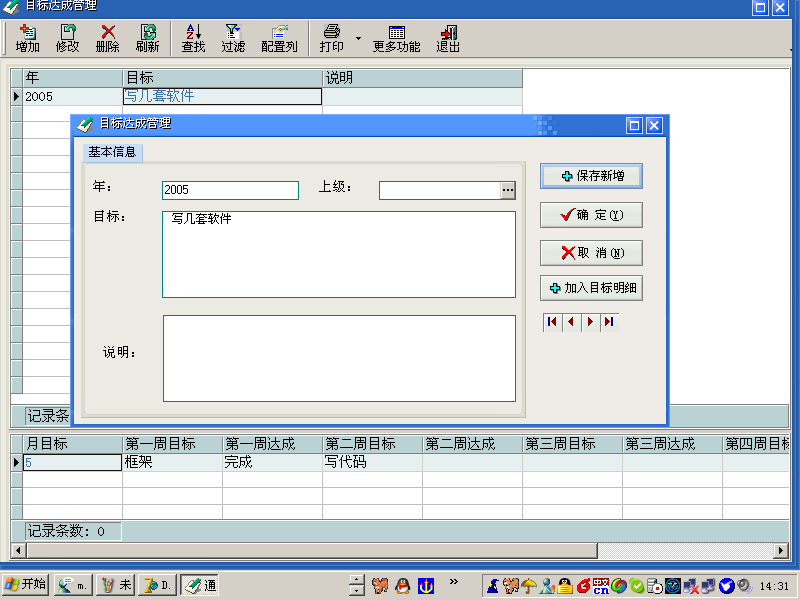 目标达成管理
增加 修改 删除 刷新 查找 过滤 配置列 打印 更多功能 退出
年 目标 说明
2005 写几套软件
目标达成管理
基本信息
年: 2005 上级:
目标: 写几套软件
说明:
保存新增
确 定(Y)
取 消(N)
加入目标明细
记录条
月目标 第一周目标 第一周达成 第二周目标 第二周达成 第三周目标 第三周达成 第四周目标
5 框架 完成 写代码
记录条数: 0
开始 m. 未 D. 通 » 中文 CN 14:31